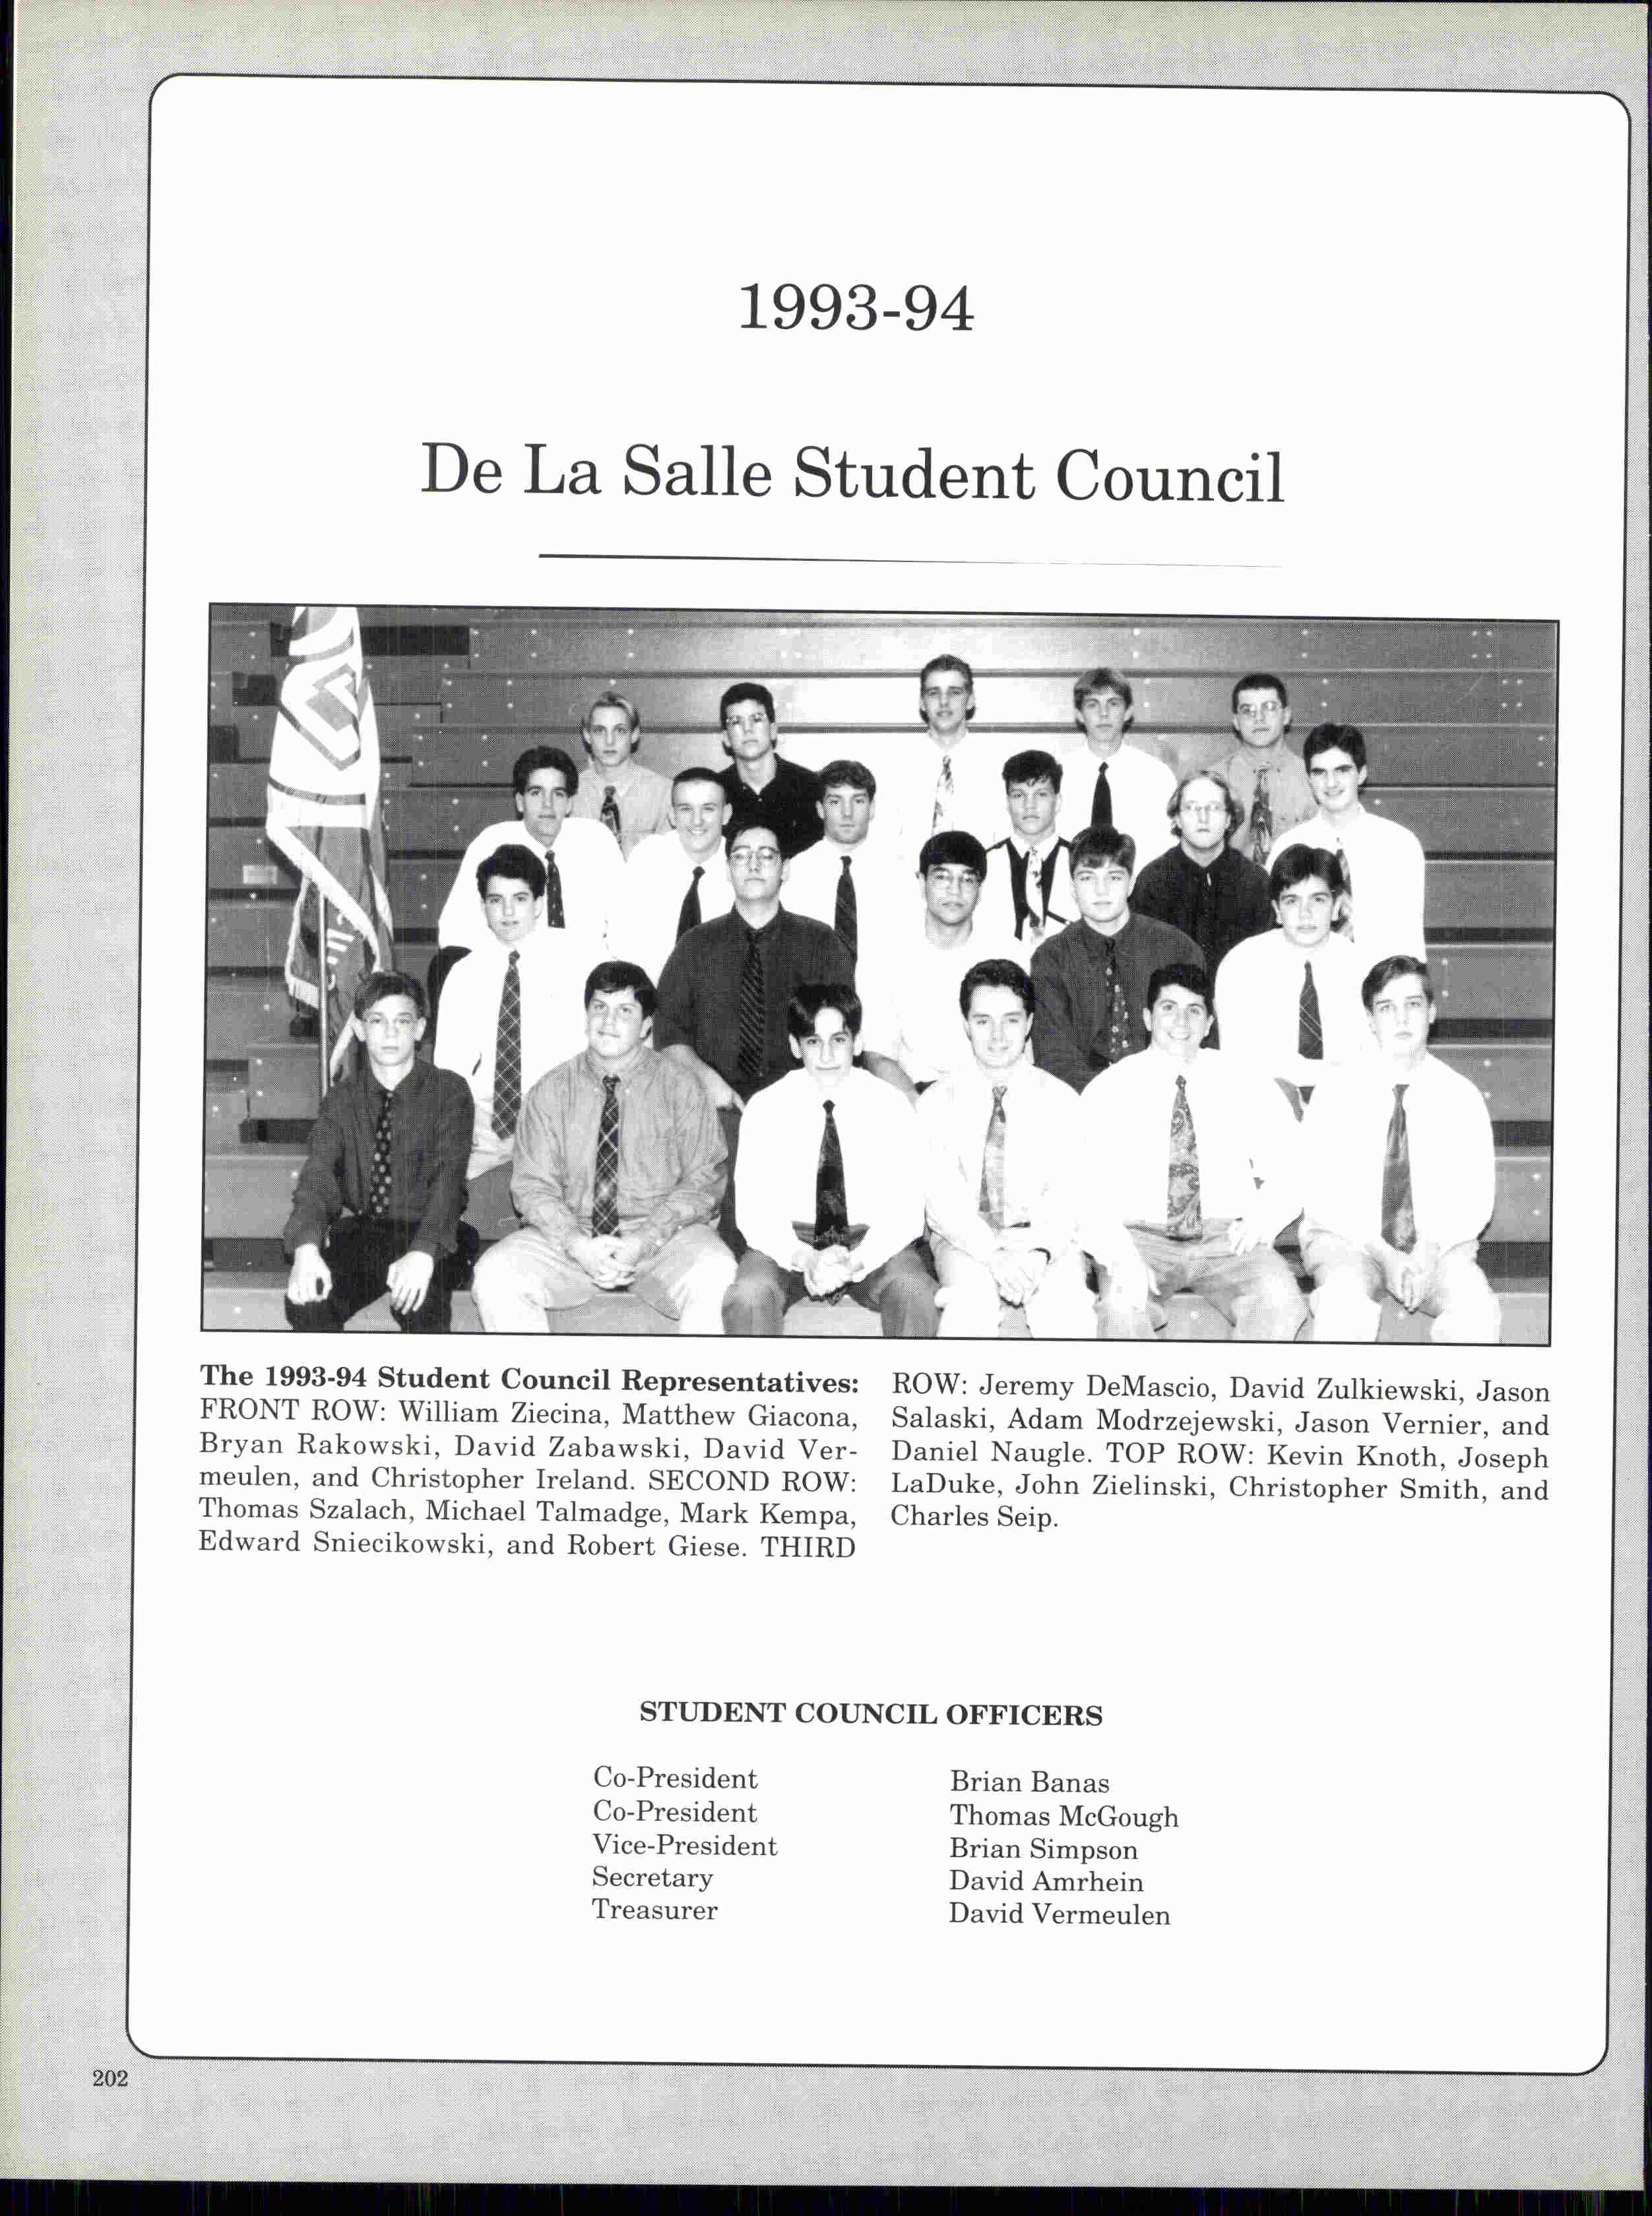 1993-94
De La Salle Student Council
The 1993-94 Student Council Representatives:
FRONT ROW: William Ziecina, Matthew Giacona,
Bryan Rakowski, David Zabawski, David Ver-
meulen, and Christopher Ireland. SECOND ROW:
Thomas Szalach, Michael Talmadge, Mark Kempa,
Edward Sniecikowski, and Robert Giese. THIRD
ROW: Jeremy DeMascio, David Zulkiewski, Jason
Salaski, Adam Modrzejewski, Jason Vernier, and
Daniel Naugle. TOP ROW: Kevin Knoth, Joseph
LaDuke, John Zielinski, Christopher Smith, and
Charles Seip.
STUDENT COUNCIL OFFICERS
Co-President Brian Banas
Co-President Thomas McGough
Vice-President Brian Simpson
Secretary David Amrhein
Treasurer David Vermeulen
202